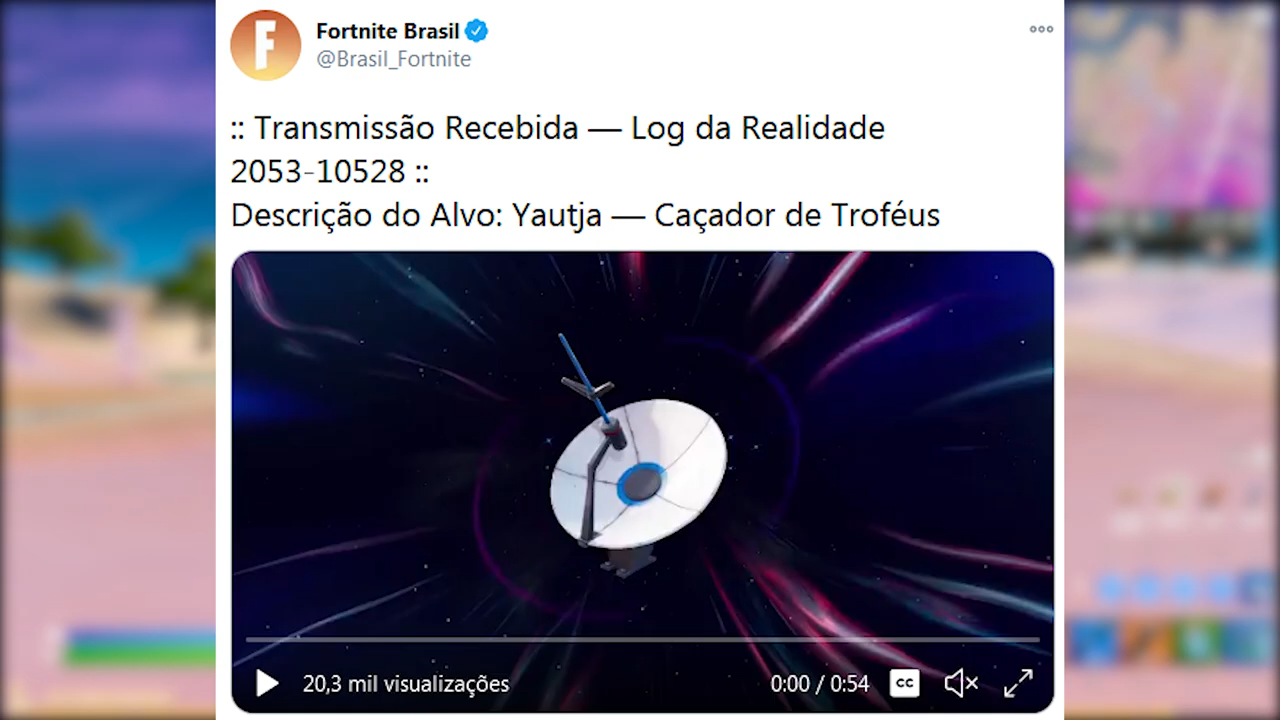 Fortnite Brasil
@Brasil_Fortnite
:: Transmissão Recebida — Log da Realidade
2053-10528 ::
Descrição do Alvo: Yautja — Caçador de Troféus
20,3 mil visualizações
0:00 / 0:54
CC